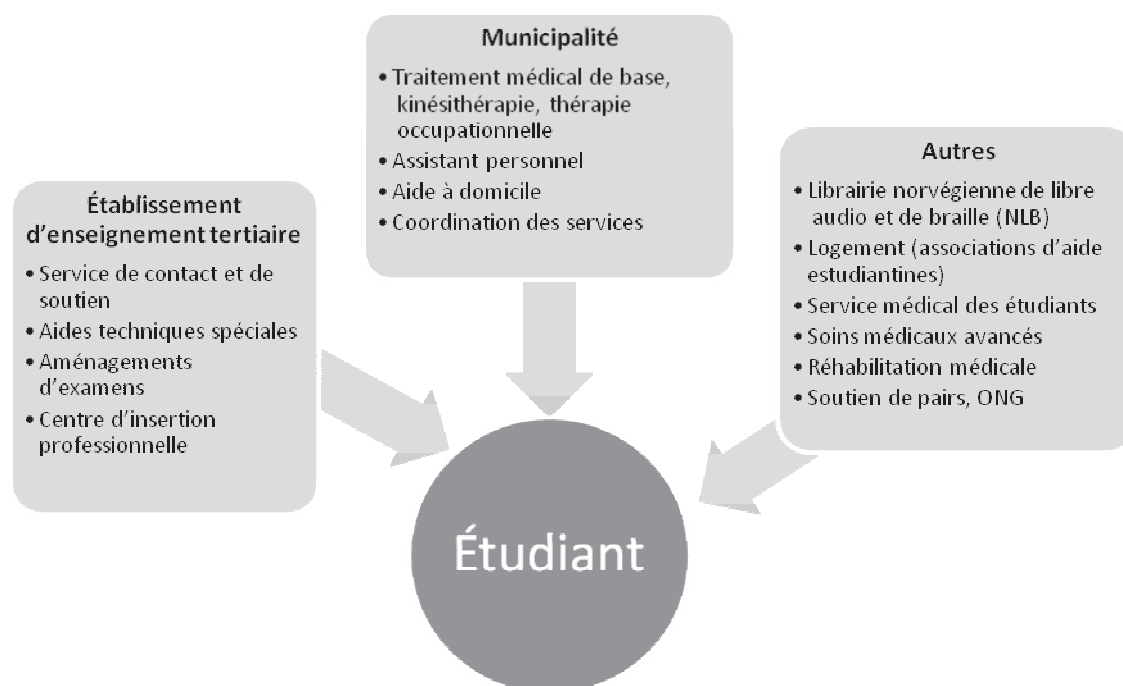 Municipalité
• Traitement médical de base,
kinésithérapie, thérapie
occupationnelle
• Assistant personnel
• Aide à domicile
• Coordination des services
Établissement
d'enseignement tertiaire
• Service de contact et de
soutien
• Aides techniques spéciales
• Aménagements
d'examens
• Centre d'insertion
professionnelle
Autres
• Librairie norvégienne de libre
audio et de braille (NLB)
• Logement (associations d'aide
estudiantines)
• Service médical des étudiants
• Soins médicaux avancés
• Réhabilitation médicale
• Soutien de pairs, ONG
Étudiant